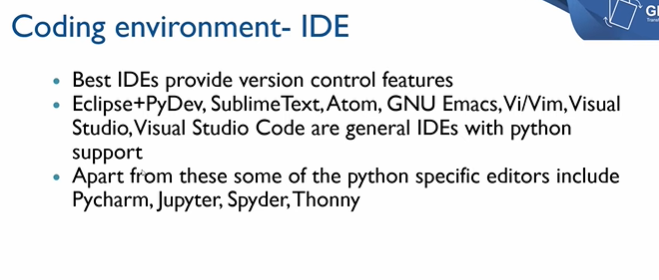 Coding environment- IDE
• Best IDEs provide version control features
• Eclipse+PyDev, SublimeText, Atom, GNU Emacs, Vi/Vim, Visual
Studio, Visual Studio Code are general IDEs with python
support
• Apart from these some of the python specific editors include
Pycharm, Jupyter, Spyder, Thonny